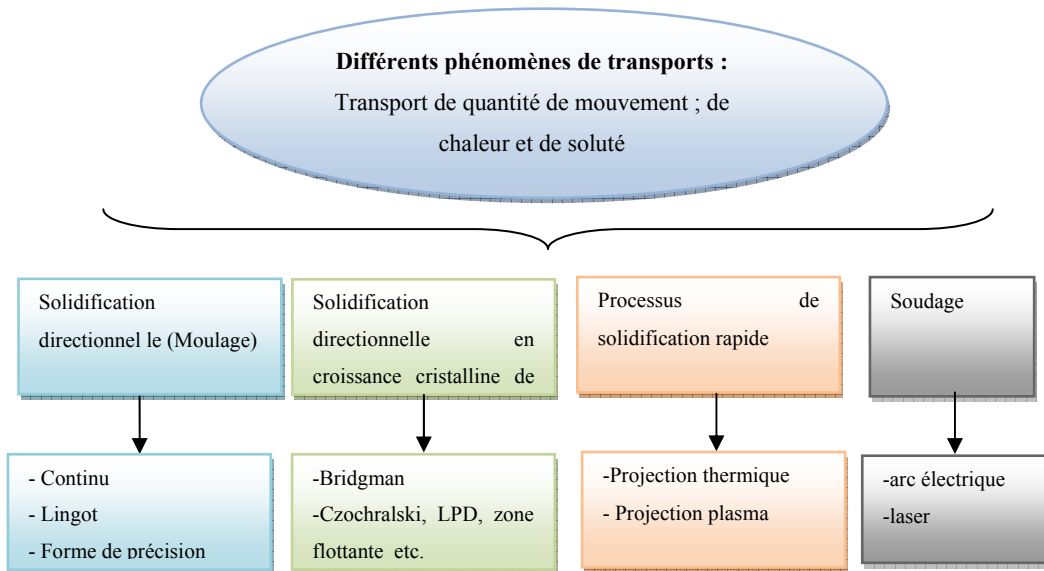 Différents phénomènes de transports :
Transport de quantité de mouvement ; de
chaleur et de soluté
Solidification
directionnel le (Moulage)
Solidification
directionnelle en
croissance cristalline de
Processus de
solidification rapide
Soudage
- Continu
- Lingot
- Forme de précision
-Bridgman
-Czochralski, LPD, zone
flottante etc.
-Projection thermique
- Projection plasma
-arc électrique
-laser